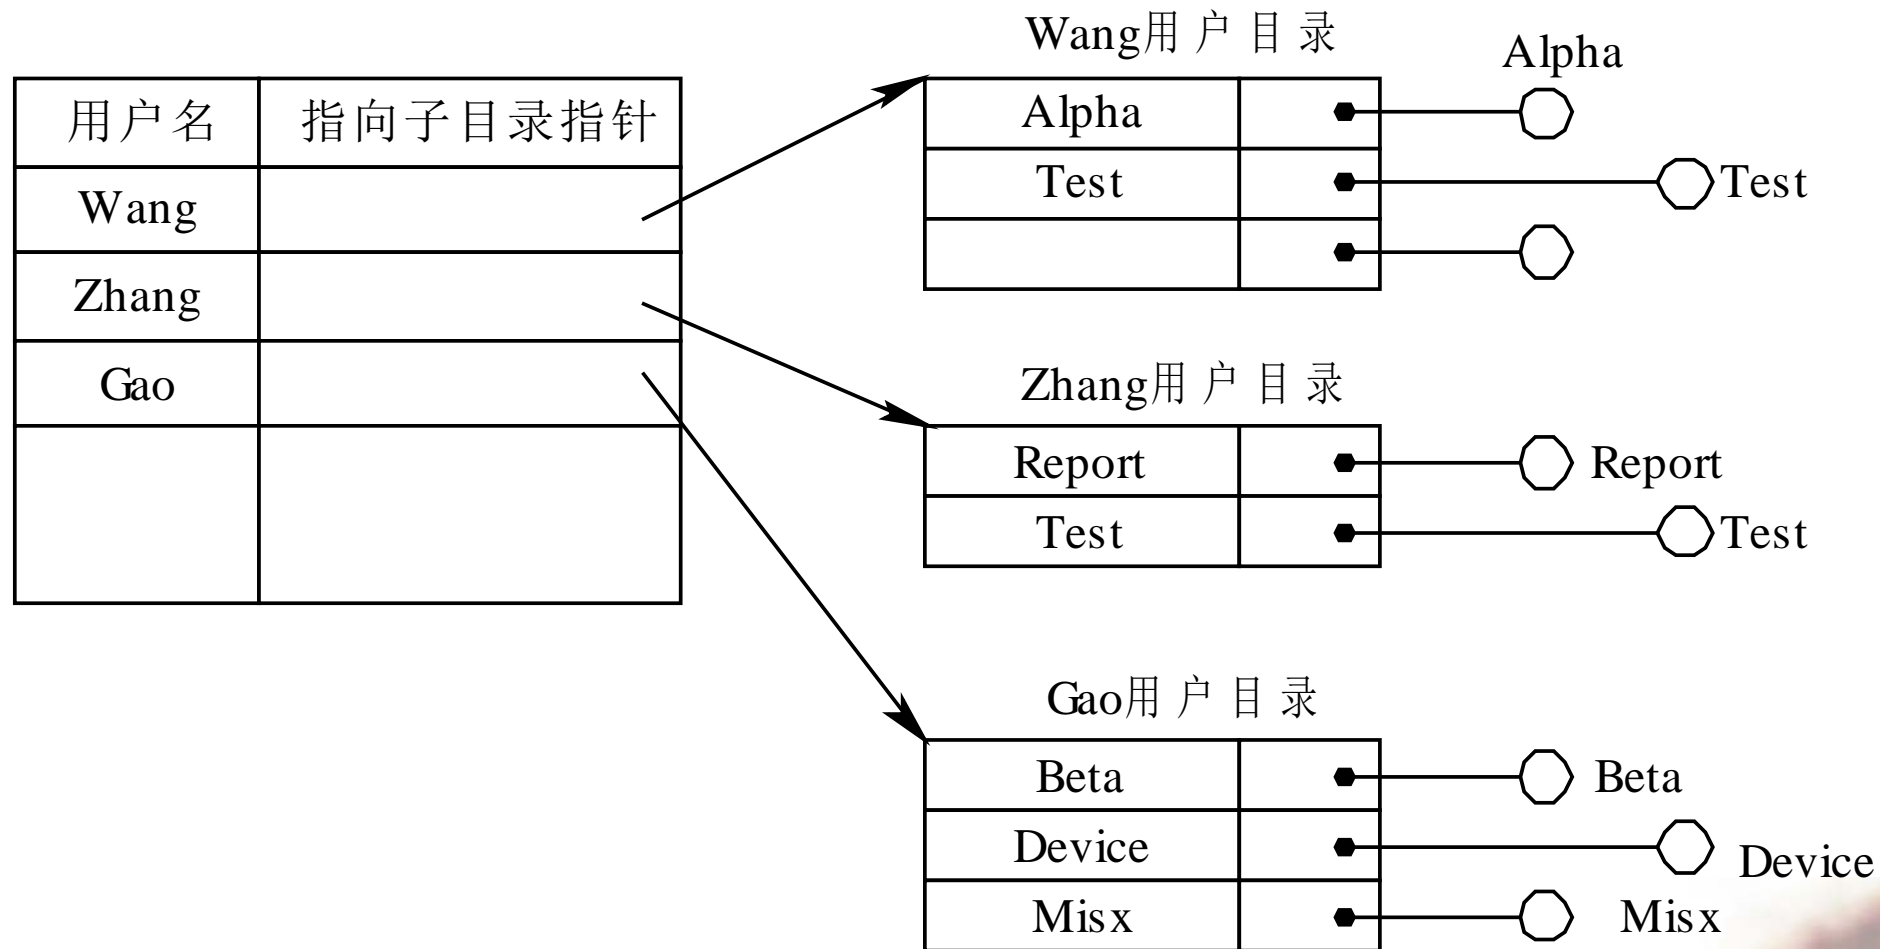 用户名 指向子目录指针
Wang
Zhang
Gao
Wang用户目录
Alpha
Alpha
Test Test
Zhang用户目录
Report Report
Test Test
Gao用户目录
Beta Beta
Device Device
Misx Misx